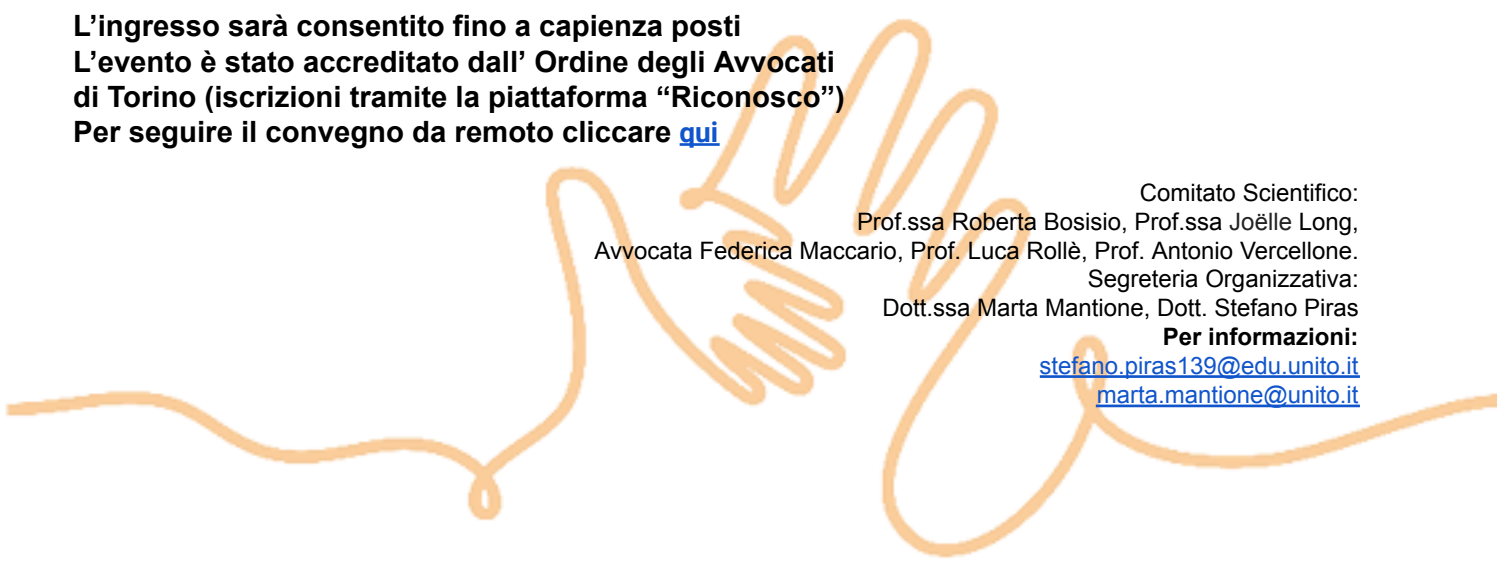 L’ingresso sarà consentito fino a capienza posti
L’evento è stato accreditato dall’ Ordine degli Avvocati
di Torino (iscrizioni tramite la piattaforma “Riconosco”)
Per seguire il convegno da remoto cliccare qui
Comitato Scientifico:
Prof.ssa Roberta Bosisio, Prof.ssa Joëlle Long,
Avvocata Federica Maccario, Prof. Luca Rollè, Prof. Antonio Vercellone.
Segreteria Organizzativa:
Dott.ssa Marta Mantione, Dott. Stefano Piras
Per informazioni:
stefano.piras139@edu.unito.it
marta.mantione@unito.it